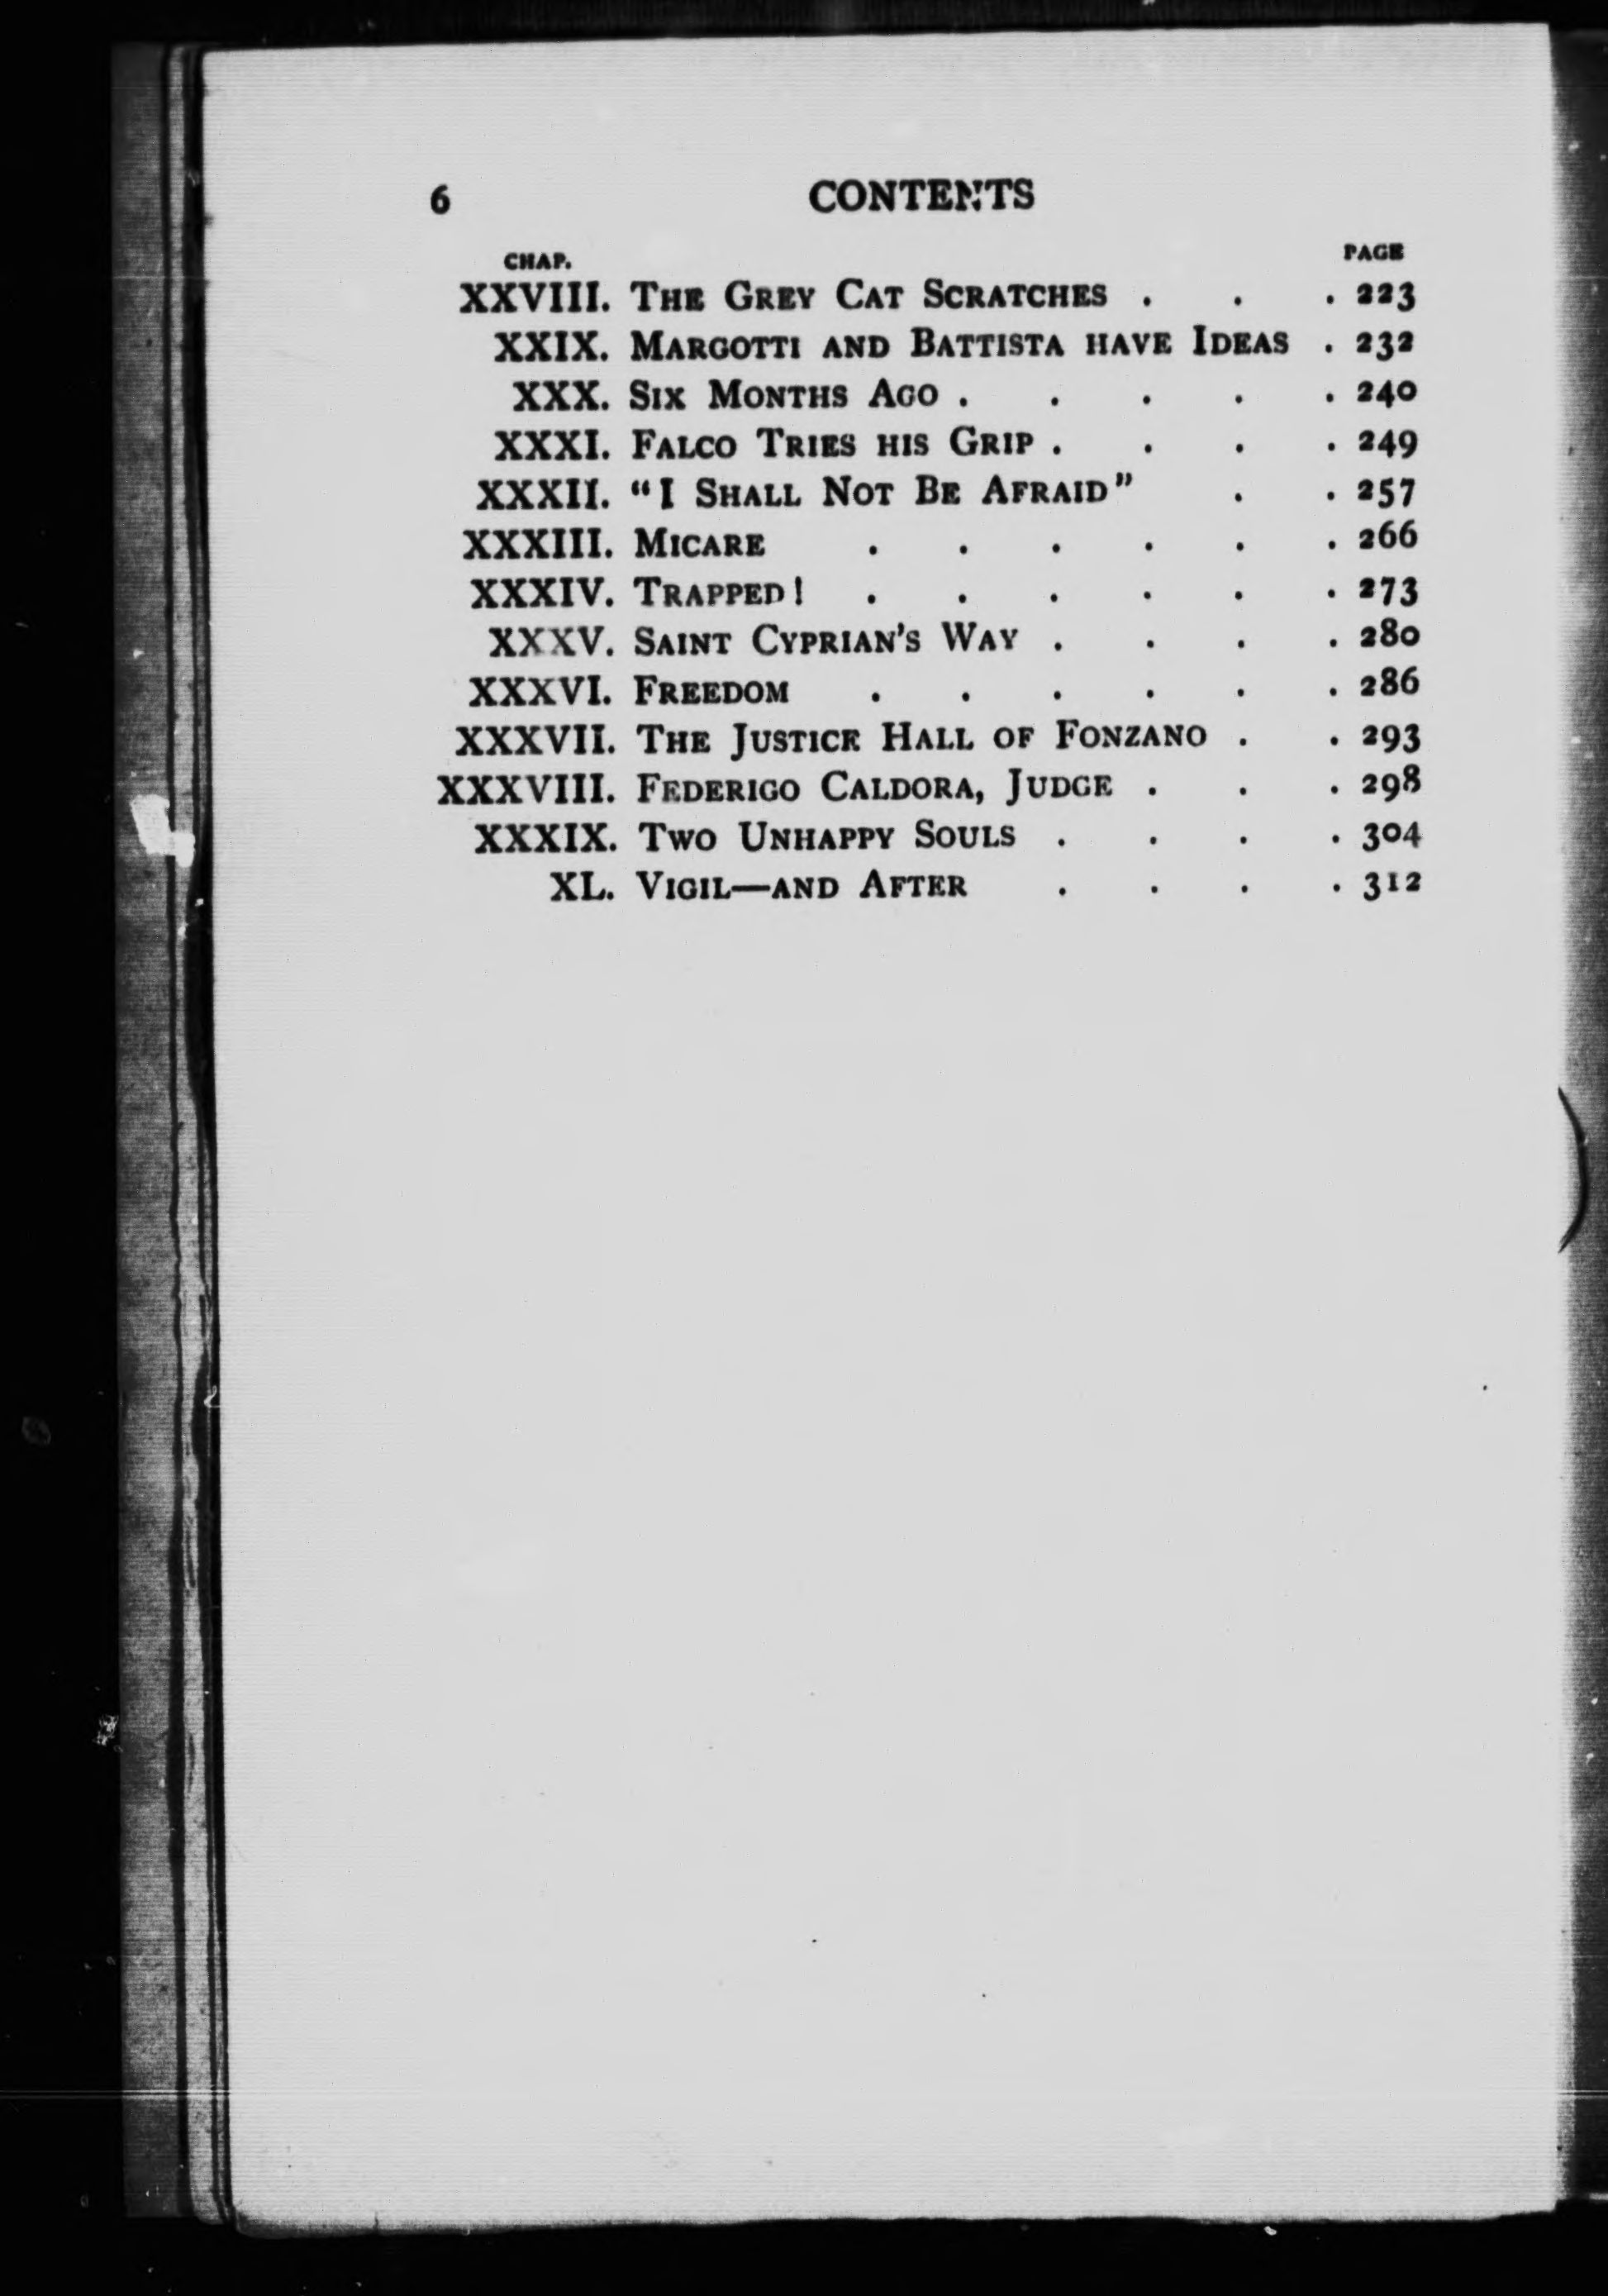 6 CONTENTS
CHAP. PAGE
XXVIII. The Grey Cat Scratches . . . 223
XXIX. Margotti and Battista have Ideas . 232
XXX. Six Months Ago . . . . . 240
XXXI. Falco Tries his Grip . . . . 249
XXXII. “I Shall Not Be Afraid” . . 257
XXXIII. Micare . . . . . . 266
XXXIV. Trapped! . . . . . . 273
XXXV. Saint Cyprian’s Way . . . . 280
XXXVI. Freedom . . . . . . 286
XXXVII. The Justice Hall of Fonzano . . 293
XXXVIII. Federigo Caldora, Judge . . . 298
XXXIX. Two Unhappy Souls . . . . 304
XL. Vigil—and After . . . . 312